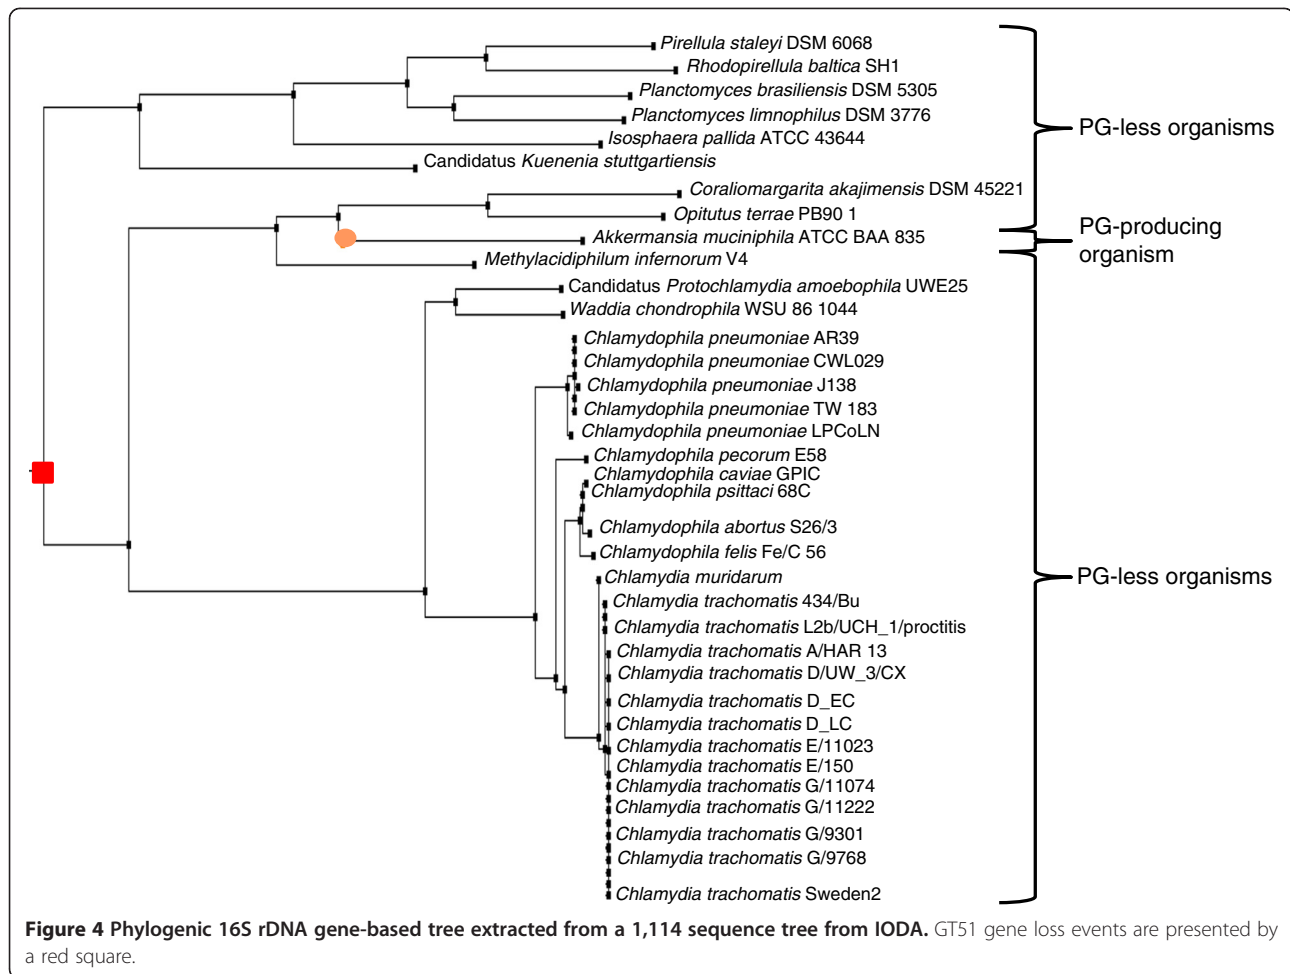 Pirellula staleyi DSM 6068
Rhodopirellula baltica SH1
Planctomyces brasiliensis DSM 5305
Planctomyces limnophilus DSM 3776
Isosphaera pallida ATCC 43644
Candidatus Kuenenia stuttgartiensis
PG-less organisms
Coraliomargarita akajimensis DSM 45221
Opitutus terrae PB90 1
Akkermansia muciniphila ATCC BAA 835
PG-producing
organism
Methylacidiphilum infernorum V4
Candidatus Protochlamydia amoebophila UWE25
Waddia chondrophila WSU 86 1044
Chlamydophila pneumoniae AR39
Chlamydophila pneumoniae CWL029
Chlamydophila pneumoniae J138
Chlamydophila pneumoniae TW 183
Chlamydophila pneumoniae LPCoLN
Chlamydophila pecorum E58
Chlamydophila caviae GPIC
Chlamydophila psittaci 68C
Chlamydophila abortus S26/3
Chlamydophila felis Fe/C 56
Chlamydia muridarum
Chlamydia trachomatis 434/Bu
Chlamydia trachomatis L2b/UCH_1/proctitis
Chlamydia trachomatis A/HAR 13
Chlamydia trachomatis D/UW_3/CX
Chlamydia trachomatis D_EC
Chlamydia trachomatis D_LC
Chlamydia trachomatis E/11023
Chlamydia trachomatis E/150
Chlamydia trachomatis G/11074
Chlamydia trachomatis G/11222
Chlamydia trachomatis G/9301
Chlamydia trachomatis G/9768
Chlamydia trachomatis Sweden2
PG-less organisms
Figure 4 Phylogenic 16S rDNA gene-based tree extracted from a 1,114 sequence tree from IODA. GT51 gene loss events are presented by
a red square.